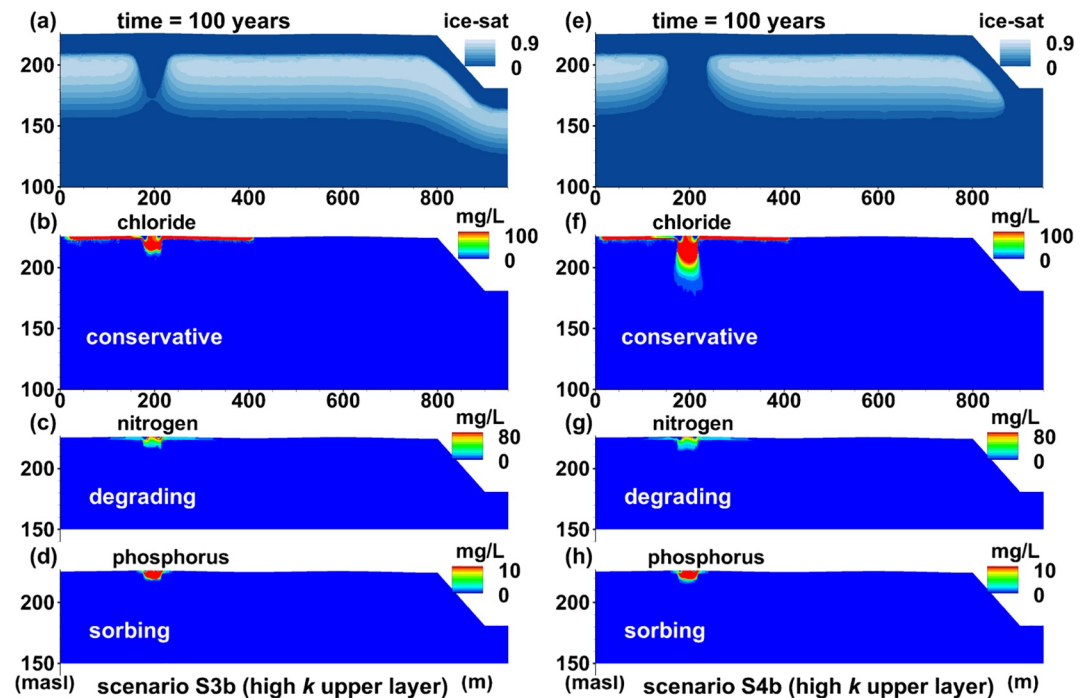 (a) time = 100 years ice-sat
0.9
0
200
150
100
0 200 400 600 800
(b) chloride mg/L
100
0
200
150
conservative
100
0 200 400 600 800
(c) nitrogen mg/L
80
0
200
degrading
150
(d) phosphorus mg/L
10
0
200
sorbing
150
(masl) scenario S3b (high k upper layer) (m)
(e) time = 100 years ice-sat
0.9
0
200
150
100
0 200 400 600 800
(f) chloride mg/L
100
0
200
150
conservative
100
0 200 400 600 800
(g) nitrogen mg/L
80
0
200
degrading
150
(h) phosphorus mg/L
10
0
200
sorbing
150
(masl) scenario S4b (high k upper layer) (m)